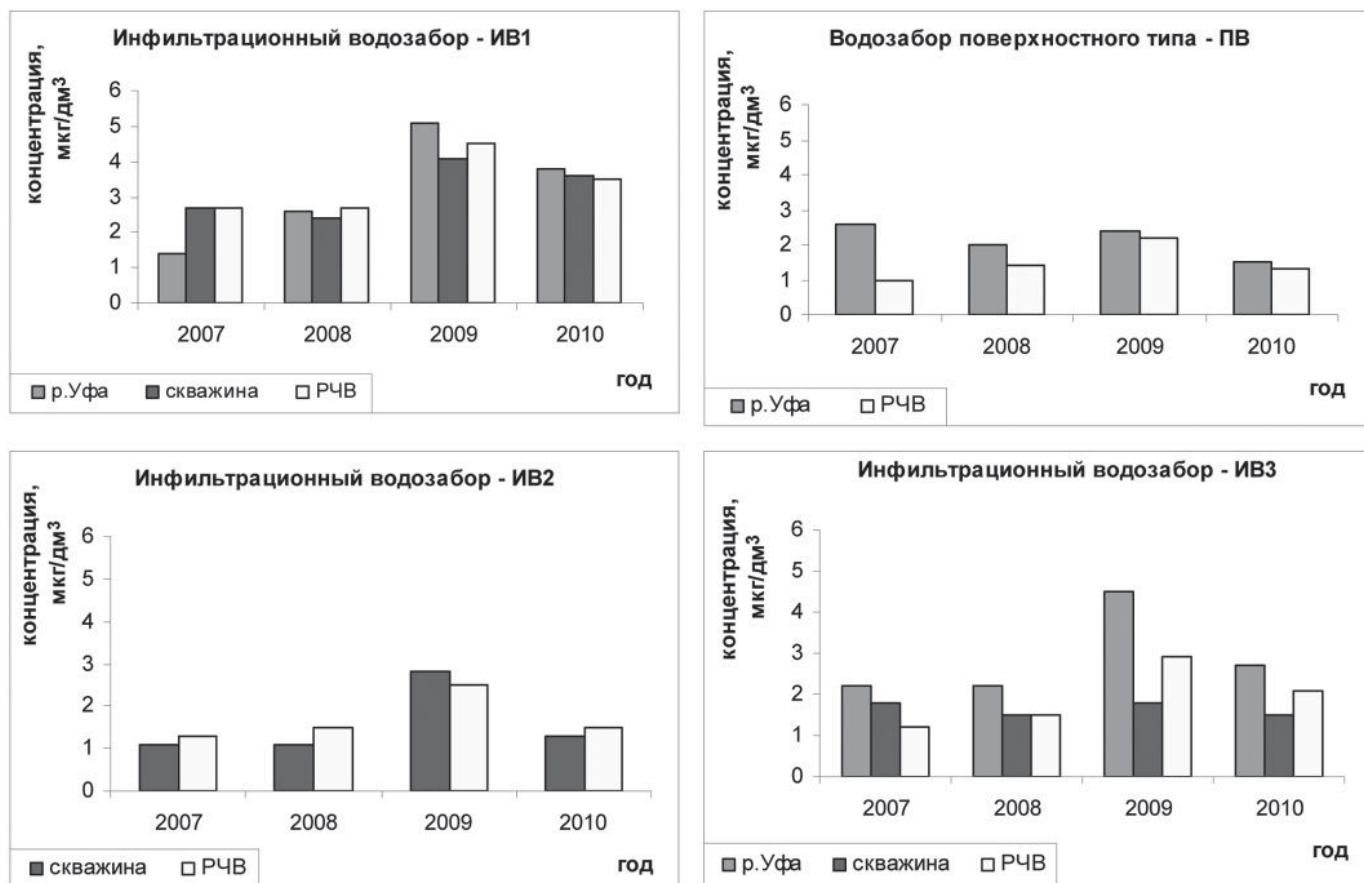 Инфильтрационный водозабор - ИВ1
концентрация,
мкг/дм³
6
5
4
3
2
1
0
2007 2008 2009 2010
год
р.Уфа скважина РЧВ
Водозабор поверхностного типа - ПВ
концентрация,
мкг/дм³
6
5
4
3
2
1
0
2007 2008 2009 2010
год
р.Уфа РЧВ
Инфильтрационный водозабор - ИВ2
концентрация,
мкг/дм³
6
5
4
3
2
1
0
2007 2008 2009 2010
год
скважина РЧВ
Инфильтрационный водозабор - ИВ3
концентрация,
мкг/дм³
6
5
4
3
2
1
0
2007 2008 2009 2010
год
р.Уфа скважина РЧВ